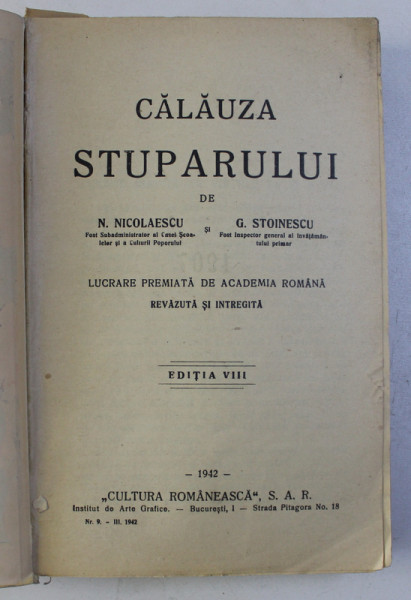 CĂLĂUZA
STUPARULUI
DE
N. NICOLAESCU
Fost Subadministrator al Casei Școa-
lelor și a Culturii Poporului
ȘI
G. STOINESCU
Fost Inspector general al învățămân-
tului primar
LUCRARE PREMIATĂ DE ACADEMIA ROMÂNĂ
REVĂZUTĂ ȘI INTREGITĂ
EDIȚIA VIII
– 1942 –
„CULTURA ROMÂNEASCĂ“, S. A. R.
Institut de Arte Grafice. — București, I — Strada Pitagora No. 18
Nr. 9. – III. 1942